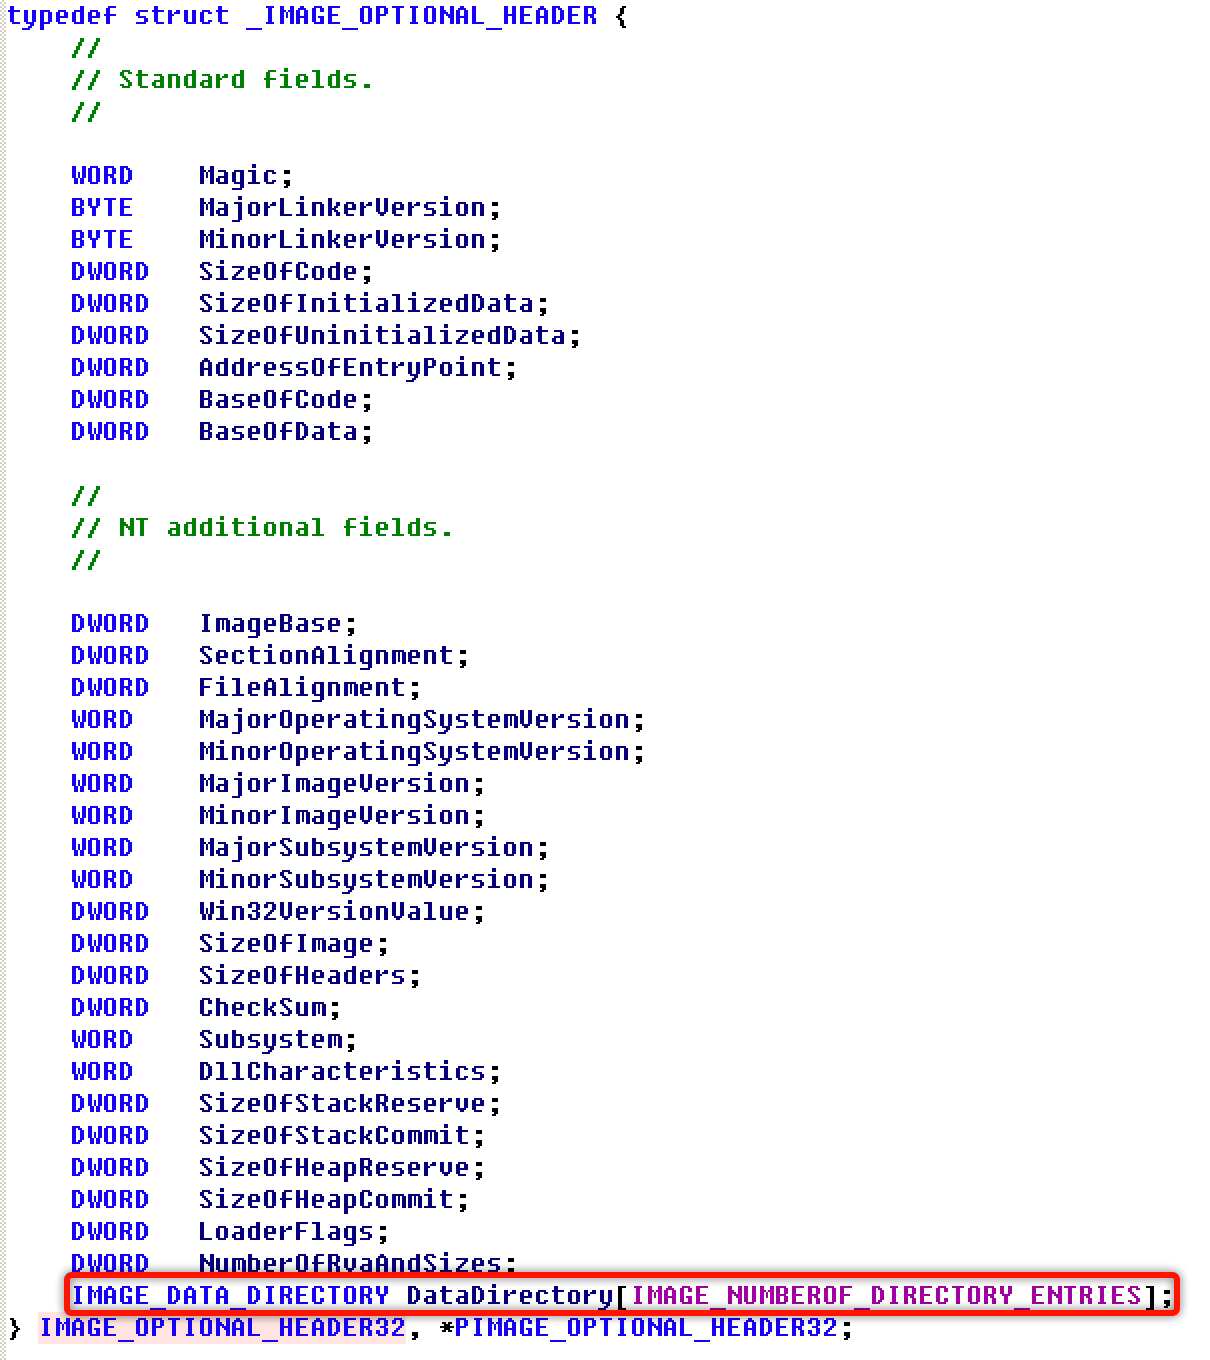 typedef struct _IMAGE_OPTIONAL_HEADER {
    //
    // Standard fields.
    //

    WORD    Magic;
    BYTE    MajorLinkerVersion;
    BYTE    MinorLinkerVersion;
    DWORD   SizeOfCode;
    DWORD   SizeOfInitializedData;
    DWORD   SizeOfUninitializedData;
    DWORD   AddressOfEntryPoint;
    DWORD   BaseOfCode;
    DWORD   BaseOfData;

    //
    // NT additional fields.
    //

    DWORD   ImageBase;
    DWORD   SectionAlignment;
    DWORD   FileAlignment;
    WORD    MajorOperatingSystemVersion;
    WORD    MinorOperatingSystemVersion;
    WORD    MajorImageVersion;
    WORD    MinorImageVersion;
    WORD    MajorSubsystemVersion;
    WORD    MinorSubsystemVersion;
    DWORD   Win32VersionValue;
    DWORD   SizeOfImage;
    DWORD   SizeOfHeaders;
    DWORD   CheckSum;
    WORD    Subsystem;
    WORD    DllCharacteristics;
    DWORD   SizeOfStackReserve;
    DWORD   SizeOfStackCommit;
    DWORD   SizeOfHeapReserve;
    DWORD   SizeOfHeapCommit;
    DWORD   LoaderFlags;
    DWORD   NumberOfRvaAndSizes;
    IMAGE_DATA_DIRECTORY DataDirectory[IMAGE_NUMBEROF_DIRECTORY_ENTRIES];
} IMAGE_OPTIONAL_HEADER32, *PIMAGE_OPTIONAL_HEADER32;